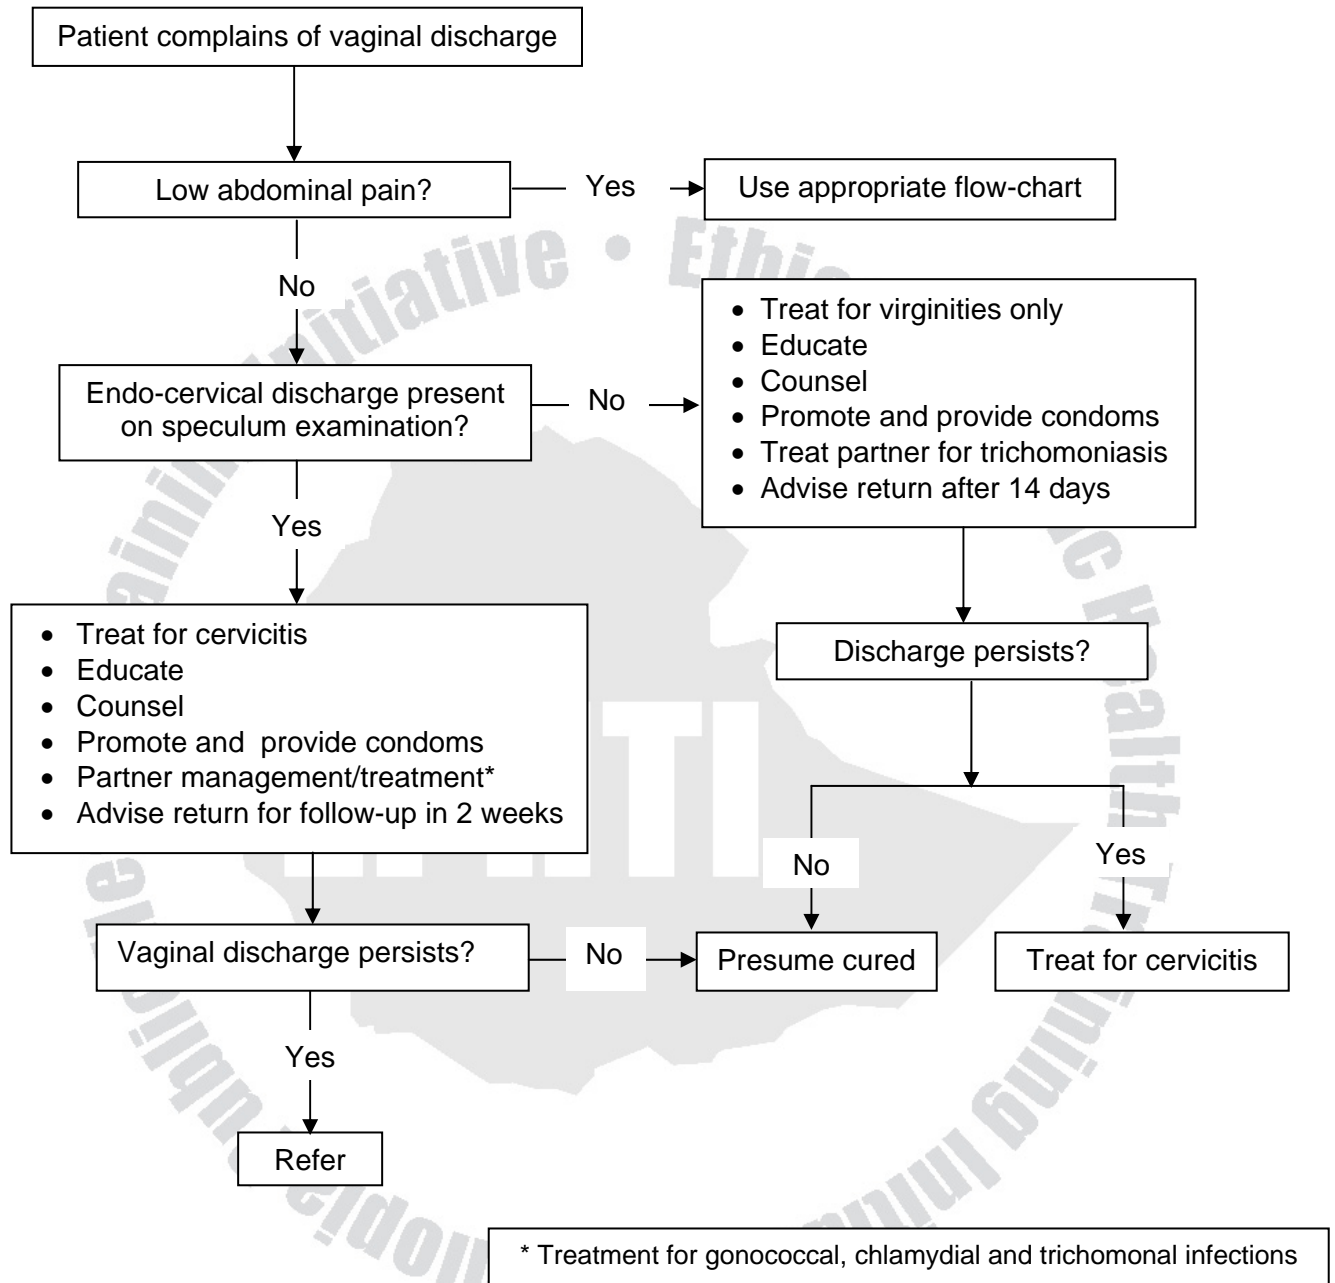 Patient complains of vaginal discharge
Low abdominal pain?
Yes
Use appropriate flow-chart
No
Endo-cervical discharge present
on speculum examination?
No
• Treat for virginities only
• Educate
• Counsel
• Promote and provide condoms
• Treat partner for trichomoniasis
• Advise return after 14 days
Yes
• Treat for cervicitis
• Educate
• Counsel
• Promote and provide condoms
• Partner management/treatment*
• Advise return for follow-up in 2 weeks
Discharge persists?
No
Yes
Vaginal discharge persists?
No
Presume cured
Treat for cervicitis
Yes
Refer
* Treatment for gonococcal, chlamydial and trichomonal infections